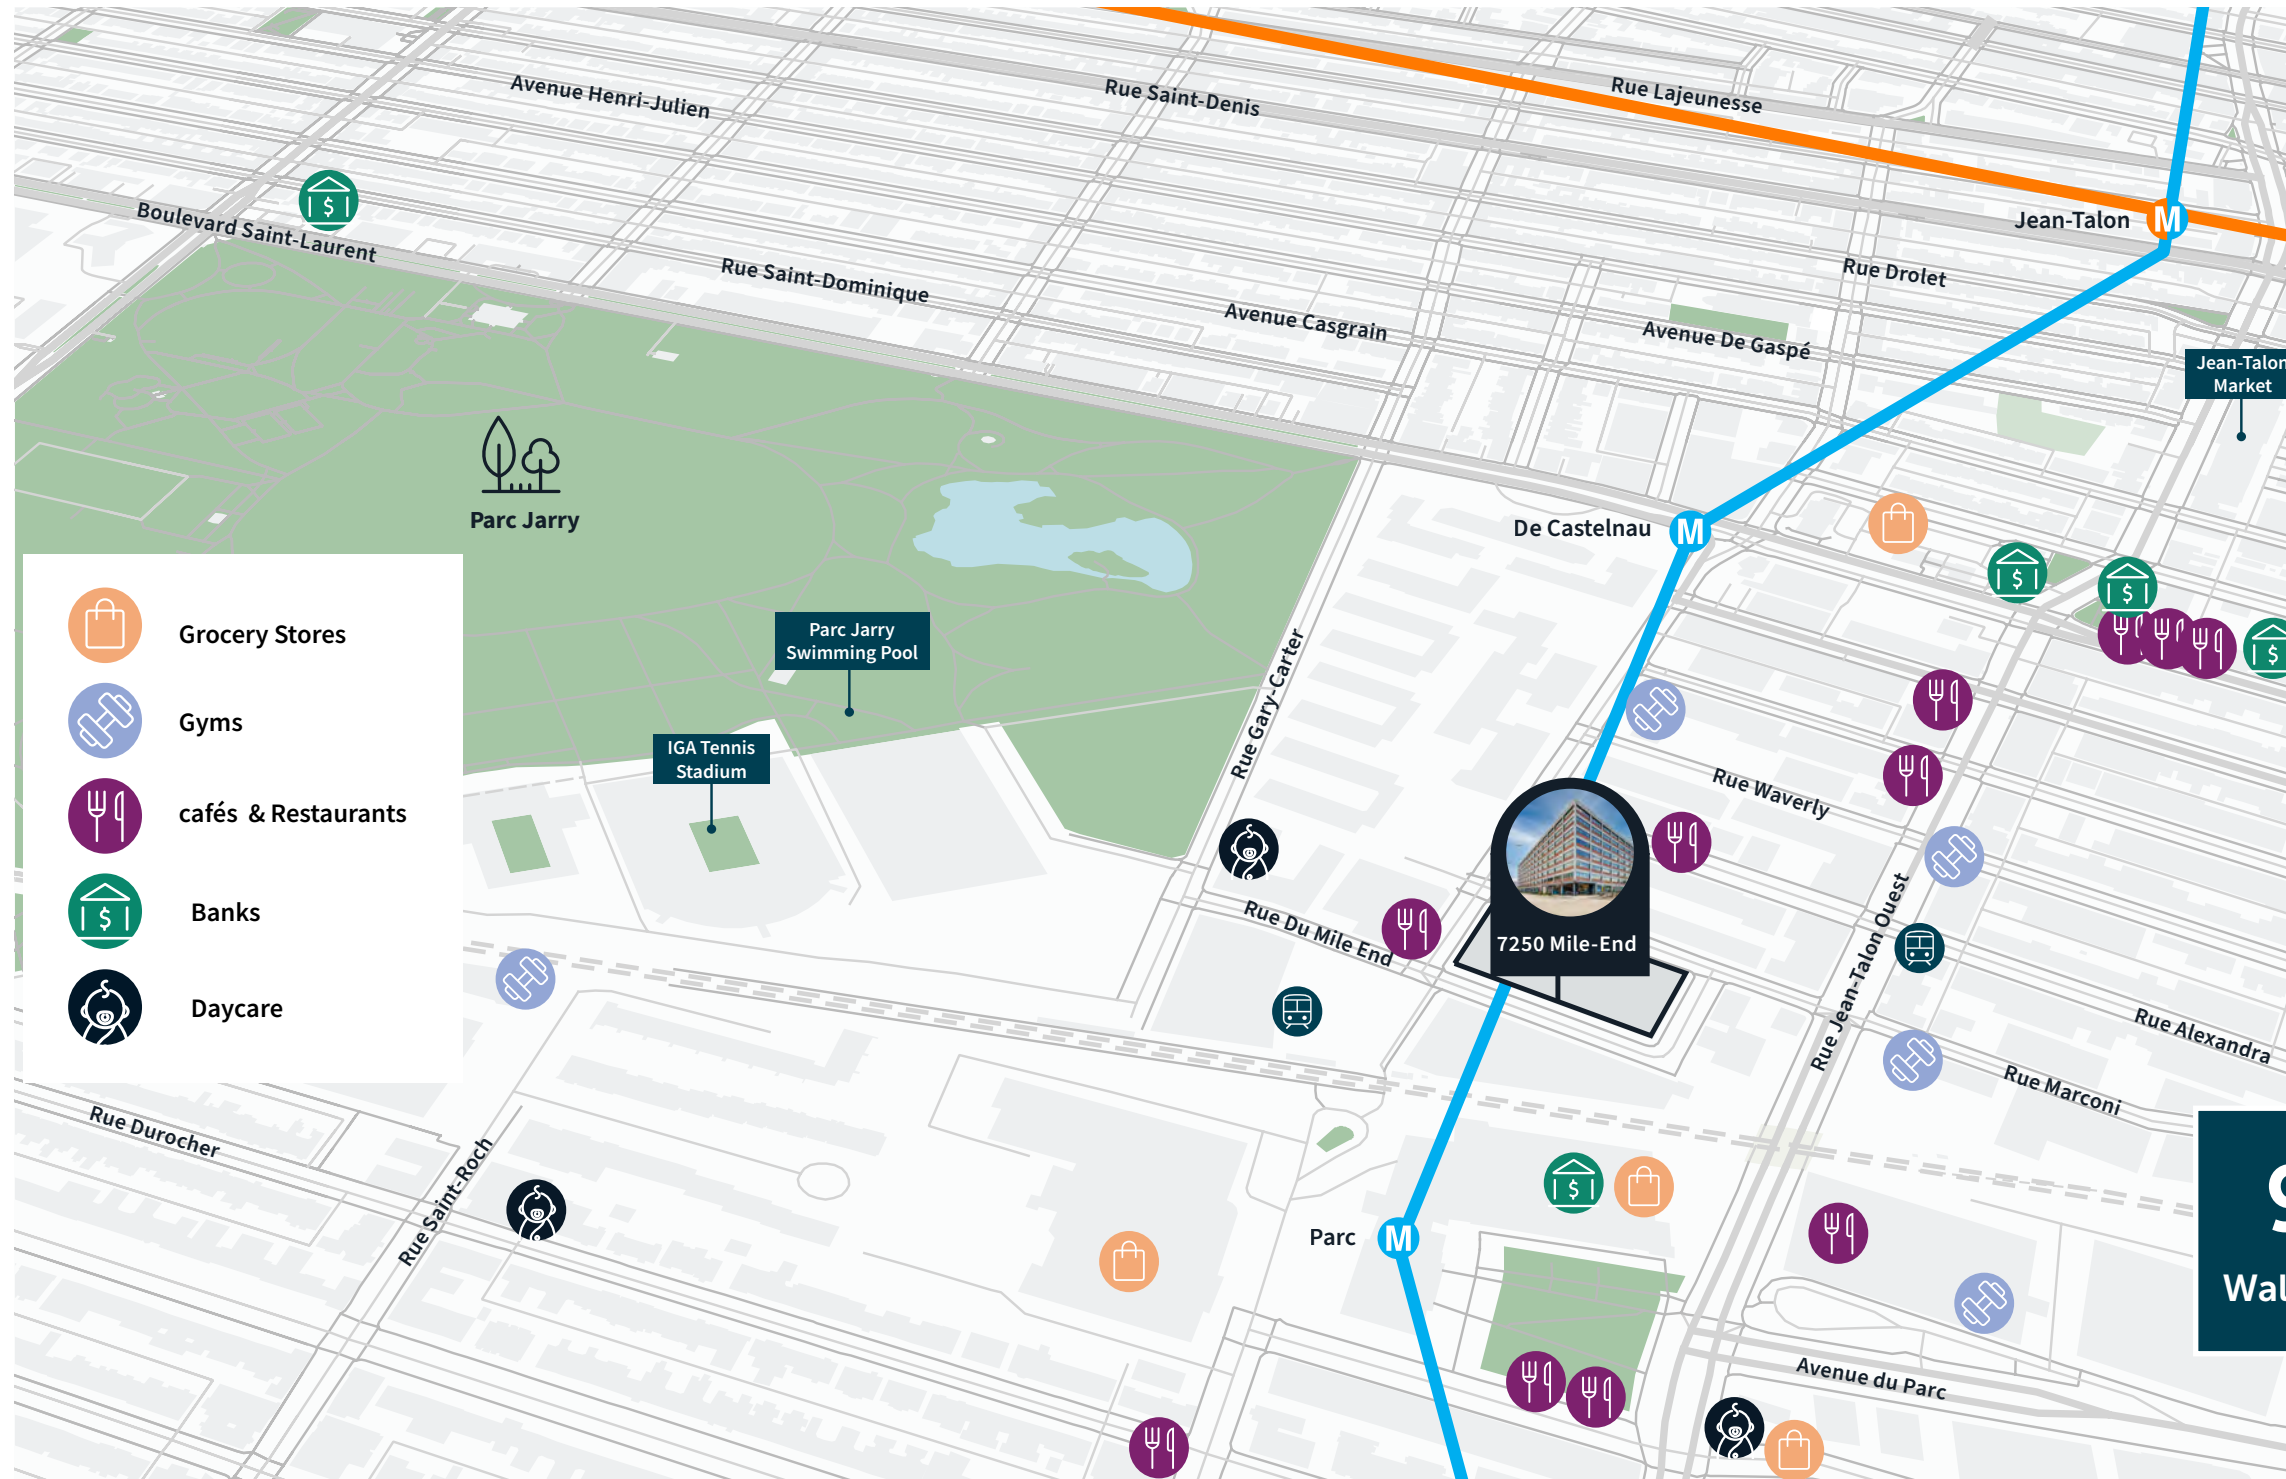 Avenue Henri-Julien
Rue Saint-Denis
Rue Lajeunesse
Boulevard Saint-Laurent
Jean-Talon
M
Rue Saint-Dominique
Rue Drolet
Avenue Casgrain
Avenue De Gaspé
Jean-Talon
Market
Parc Jarry
De Castelnau
M
Parc Jarry
Swimming Pool
Rue Gary-Carter
IGA Tennis
Stadium
Grocery Stores
Gyms
cafés & Restaurants
$ Banks
Daycare
$
$
$
$
Rue Waverly
Rue Du Mile End
7250 Mile-End
Rue Jean-Talon Ouest
Rue Alexandra
Rue Marconi
Rue Durocher
Rue Saint-Roch
$
Parc
M
Avenue du Parc